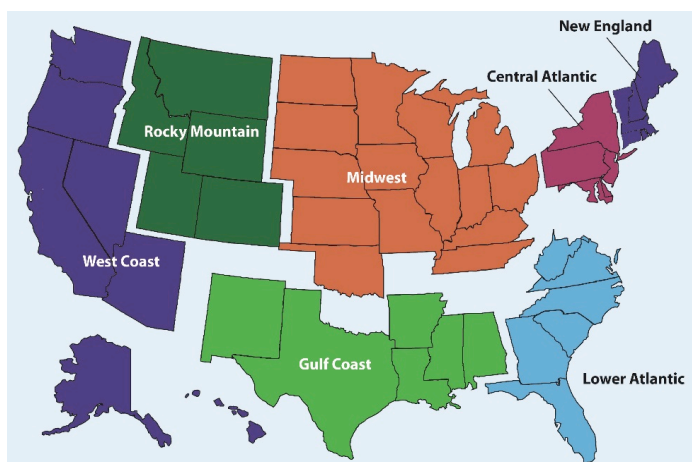 New England
Central Atlantic
Rocky Mountain
Midwest
West Coast
Gulf Coast
Lower Atlantic